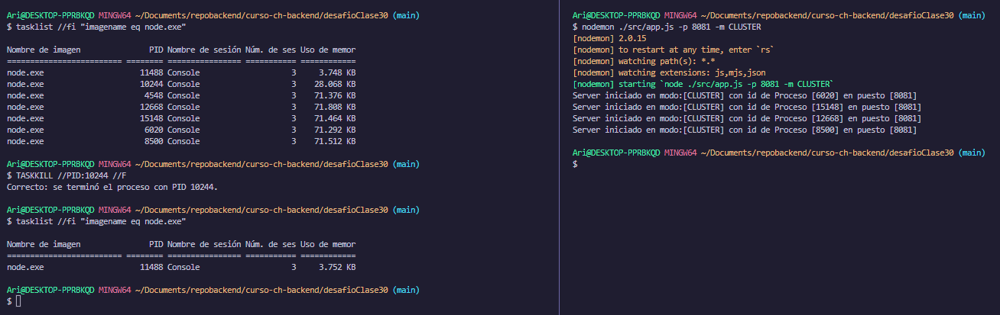 Ari@DESKTOP-PPRBKQD MINGW64 ~/Documents/repobackend/curso-ch-backend/desafioClase30 (main)
$ tasklist //fi "imagename eq node.exe"

Nombre de imagen               PID Nombre de sesión Núm. de ses Uso de memor
========================= ======== ================ =========== ============
node.exe                     11488 Console                    3     3.748 KB
node.exe                     10244 Console                    3    28.068 KB
node.exe                      4548 Console                    3    71.376 KB
node.exe                     12668 Console                    3    71.808 KB
node.exe                     15148 Console                    3    71.464 KB
node.exe                      6020 Console                    3    71.292 KB
node.exe                      8500 Console                    3    71.512 KB

Ari@DESKTOP-PPRBKQD MINGW64 ~/Documents/repobackend/curso-ch-backend/desafioClase30 (main)
$ TASKKILL //PID:10244 //F
Correcto: se terminó el proceso con PID 10244.

Ari@DESKTOP-PPRBKQD MINGW64 ~/Documents/repobackend/curso-ch-backend/desafioClase30 (main)
$ tasklist //fi "imagename eq node.exe"

Nombre de imagen               PID Nombre de sesión Núm. de ses Uso de memor
========================= ======== ================ =========== ============
node.exe                     11488 Console                    3     3.752 KB

Ari@DESKTOP-PPRBKQD MINGW64 ~/Documents/repobackend/curso-ch-backend/desafioClase30 (main)
$

Ari@DESKTOP-PPRBKQD MINGW64 ~/Documents/repobackend/curso-ch-backend/desafioClase30 (main)
$ nodemon ./src/app.js -p 8081 -m CLUSTER
[nodemon] 2.0.15
[nodemon] to restart at any time, enter `rs`
[nodemon] watching path(s): *.*
[nodemon] watching extensions: js,mjs,json
[nodemon] starting `node ./src/app.js -p 8081 -m CLUSTER`
Server iniciado en modo:[CLUSTER] con id de Proceso [6020] en puesto [8081]
Server iniciado en modo:[CLUSTER] con id de Proceso [15148] en puesto [8081]
Server iniciado en modo:[CLUSTER] con id de Proceso [12668] en puesto [8081]
Server iniciado en modo:[CLUSTER] con id de Proceso [8500] en puesto [8081]

Ari@DESKTOP-PPRBKQD MINGW64 ~/Documents/repobackend/curso-ch-backend/desafioClase30 (main)
$